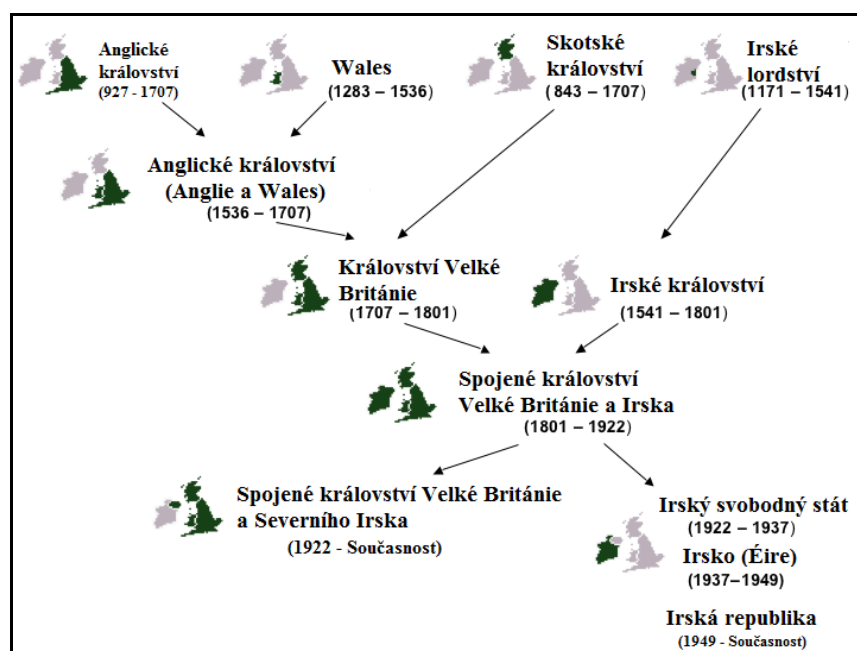 Anglické
království
(927 - 1707)
Wales
(1283 – 1536)
Skotské
království
(843 – 1707)
Irské
lordství
(1171 – 1541)
Anglické království
(Anglie a Wales)
(1536 – 1707)
Království Velké
Británie
(1707 – 1801)
Irské království
(1541 – 1801)
Spojené království
Velké Británie a Irska
(1801 – 1922)
Spojené království Velké Británie
a Severního Irska
(1922 - Současnost)
Irský svobodný stát
(1922 – 1937)
Irsko (Éire)
(1937–1949)
Irská republika
(1949 - Současnost)